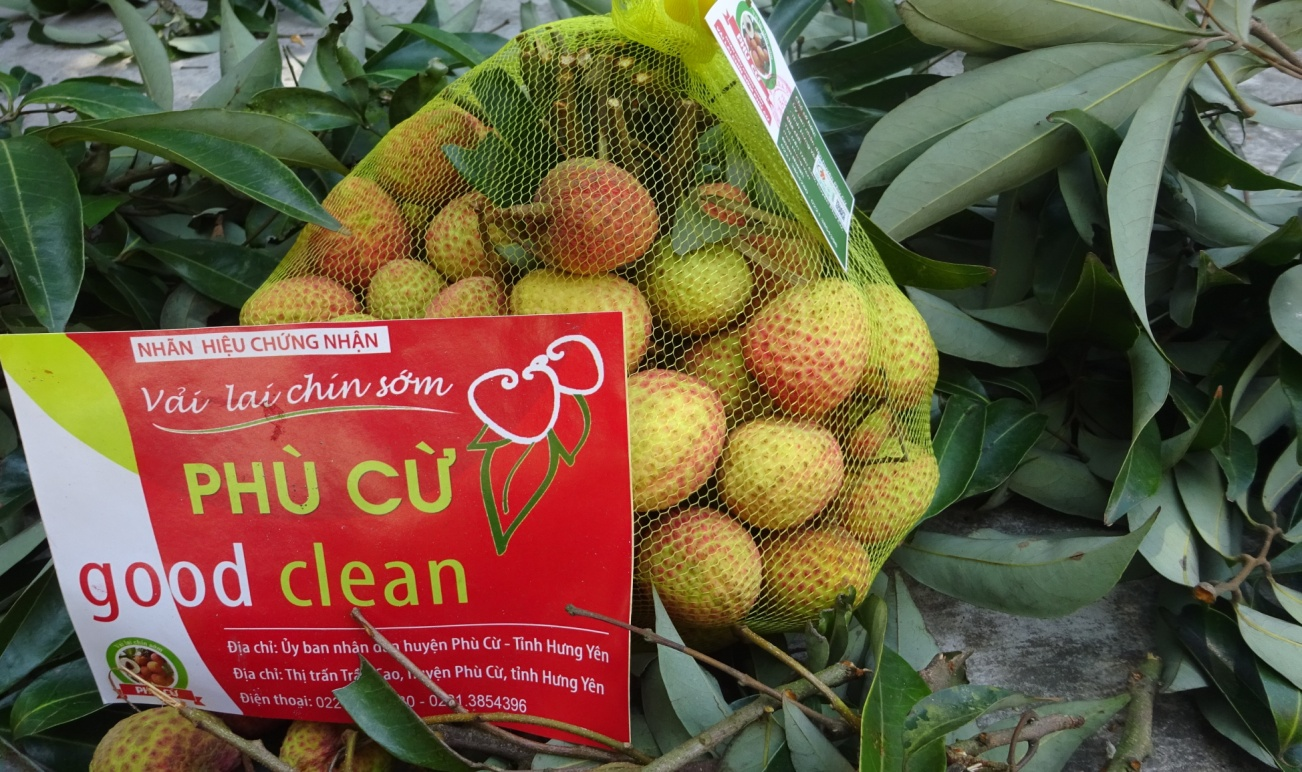 NHÃN HIỆU CHỨNG NHẬN
Vải lai chín sớm
PHÙ CỪ
good clean
Địa chỉ: Ủy ban nhân dân huyện Phù Cừ - Tỉnh Hưng Yên
Địa chỉ: Thị trấn Trần Cao, huyện Phù Cừ, tỉnh Hưng Yên
Điện thoại: - 0221.3854396